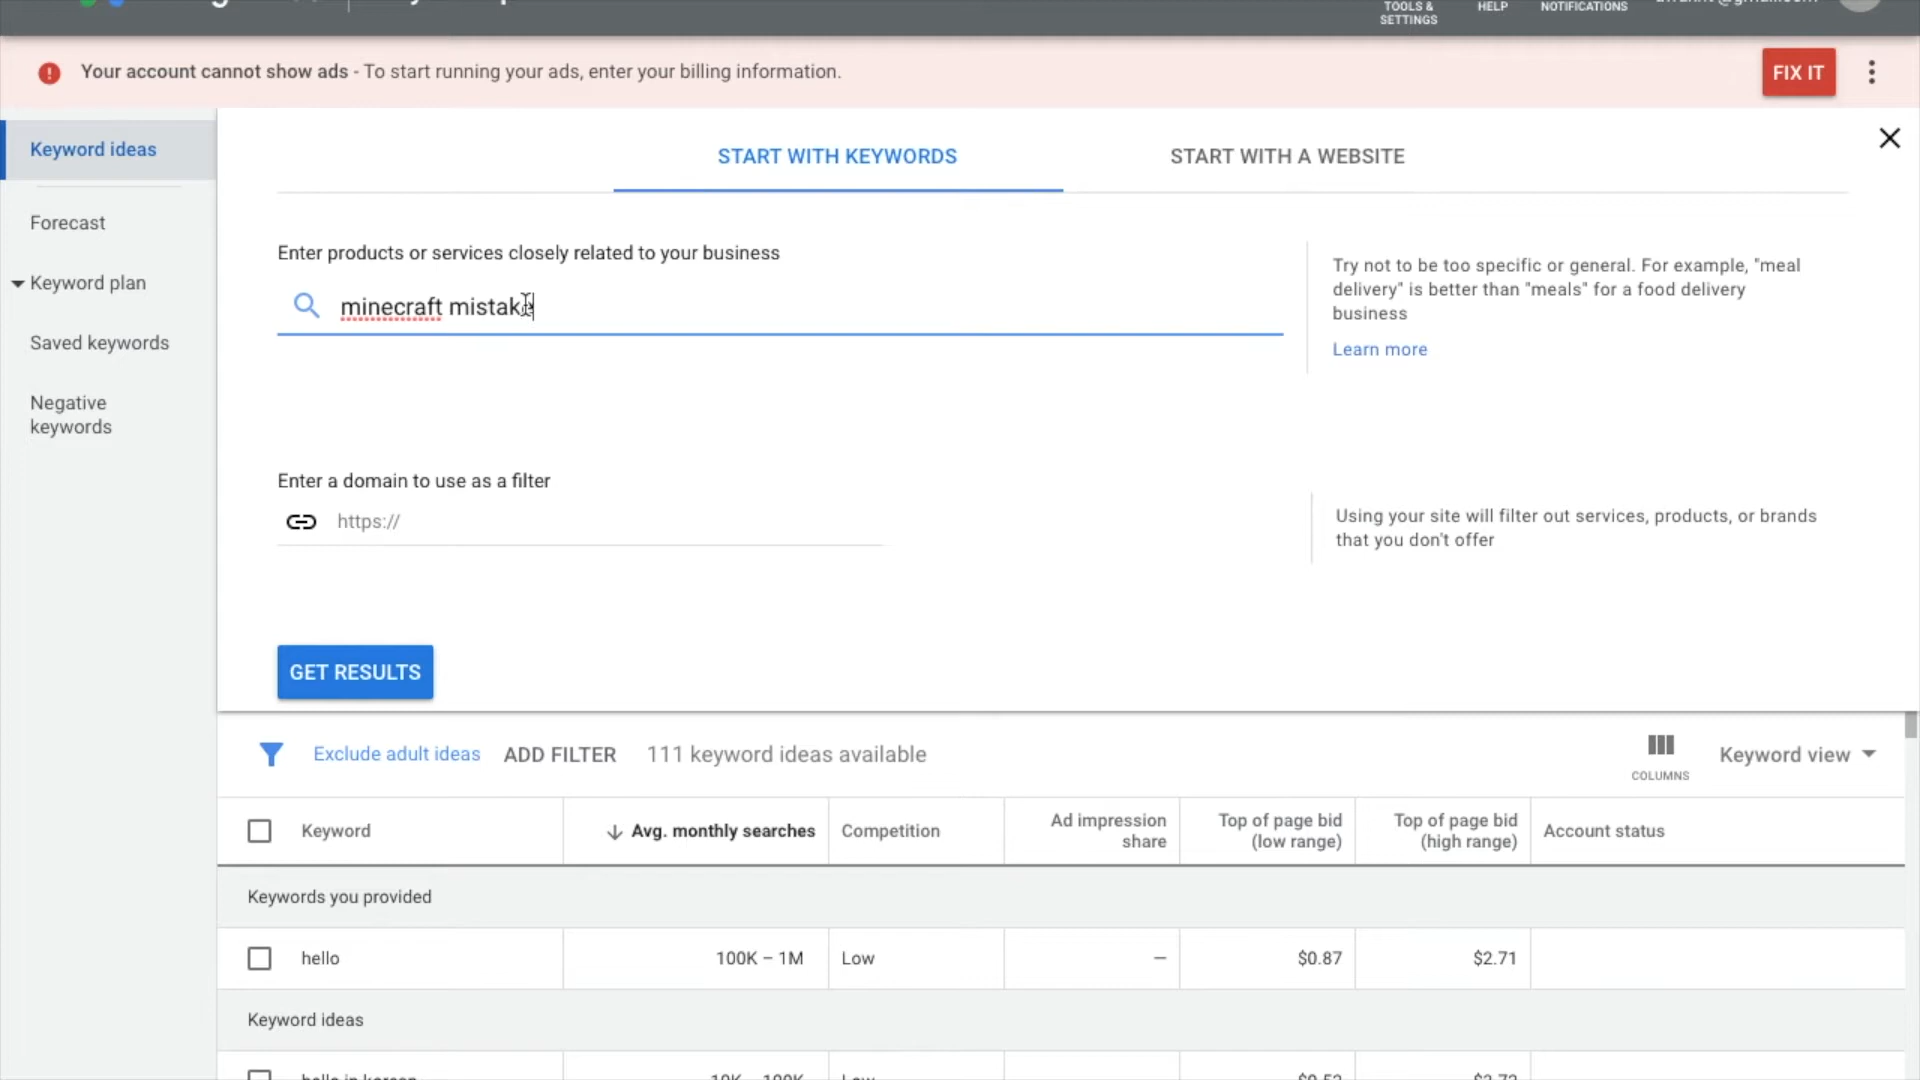 TOOLS &
SETTINGS
HELP
NOTIFICATIONS
Your account cannot show ads - To start running your ads, enter your billing information.
FIX IT
Keyword ideas
Forecast
Keyword plan
Saved keywords
Negative
keywords
START WITH KEYWORDS
START WITH A WEBSITE
Enter products or services closely related to your business
minecraft mistake
Try not to be too specific or general. For example, "meal
delivery" is better than "meals" for a food delivery
business
Learn more
Enter a domain to use as a filter
https://
Using your site will filter out services, products, or brands
that you don't offer
GET RESULTS
Exclude adult ideas
ADD FILTER
111 keyword ideas available
COLUMNS
Keyword view
Keyword
Avg. monthly searches
Competition
Ad impression
share
Top of page bid
(low range)
Top of page bid
(high range)
Account status
Keywords you provided
hello
100K – 1M
Low
–
$0.87
$2.71
Keyword ideas